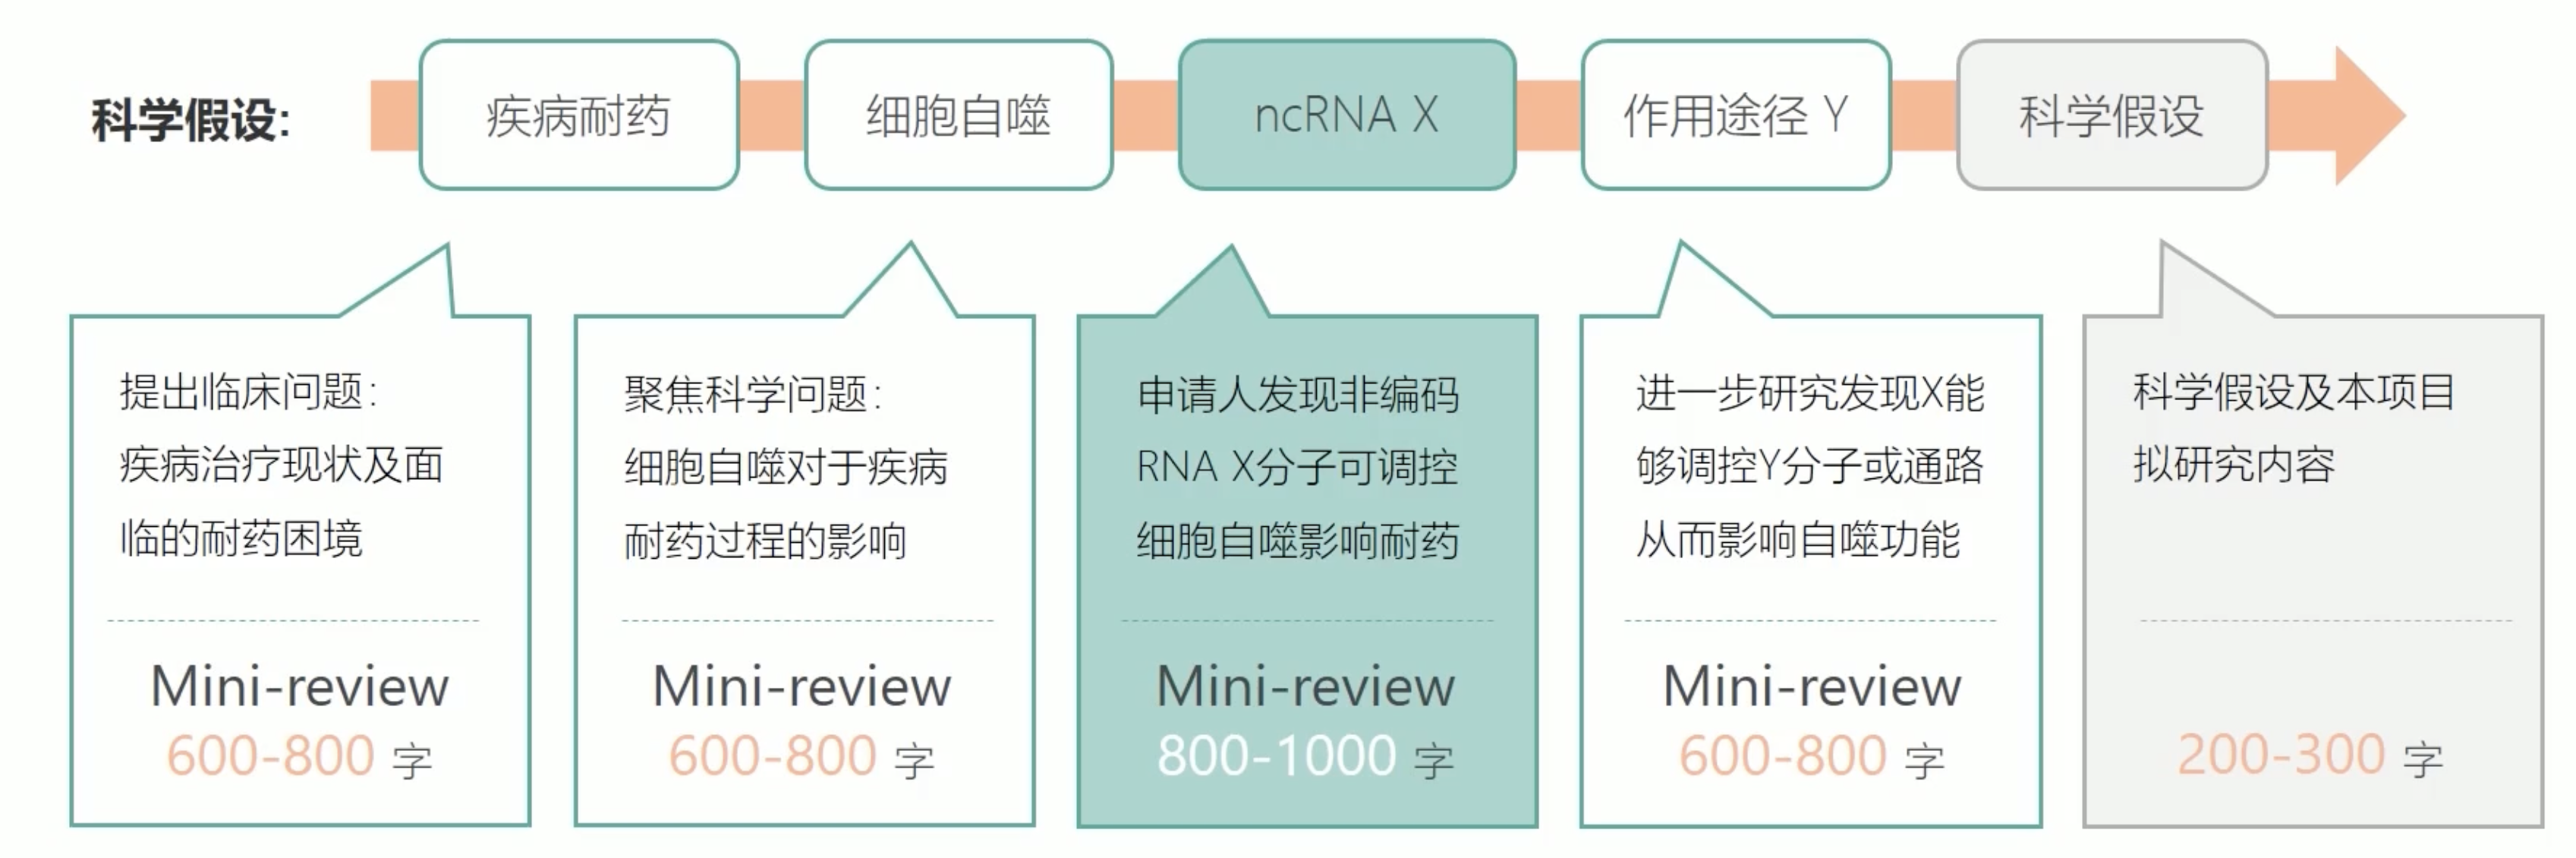 科学假设:
疾病耐药
细胞自噬
ncRNA X
作用途径 Y
科学假设
提出临床问题:
疾病治疗现状及面
临的耐药困境
Mini-review
600-800 字
聚焦科学问题:
细胞自噬对于疾病
耐药过程的影响
Mini-review
600-800 字
申请人发现非编码
RNA X分子可调控
细胞自噬影响耐药
Mini-review
800-1000 字
进一步研究发现X能
够调控Y分子或通路
从而影响自噬功能
Mini-review
600-800 字
科学假设及本项目
拟研究内容
200-300 字